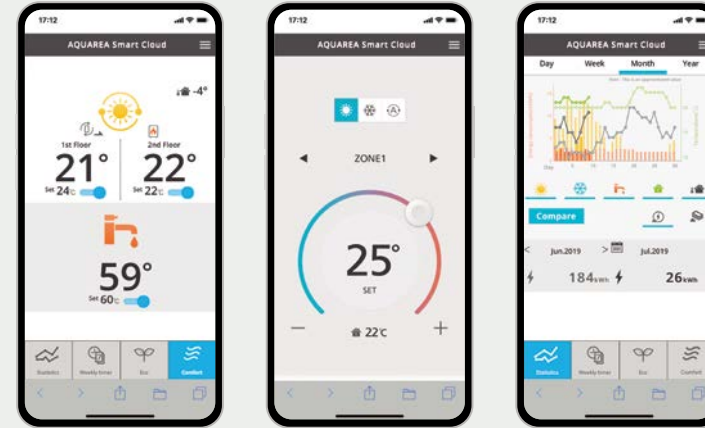 17:12
AQUAREA Smart Cloud
-4°
1st Floor
2nd Floor
21°
22°
Set 24°C
Set 22°C
59°
Set 60°C
Statistics
Weekly timer
Eco
Comfort
17:12
AQUAREA Smart Cloud
A
ZONE1
25°
SET
22°C
17:12
AQUAREA Smart Cloud
Day
Week
Month
Year
Day
Compare
Jun.2019
Jul.2019
184kWh
26kWh
Statistics
Weekly timer
Eco
Comfort